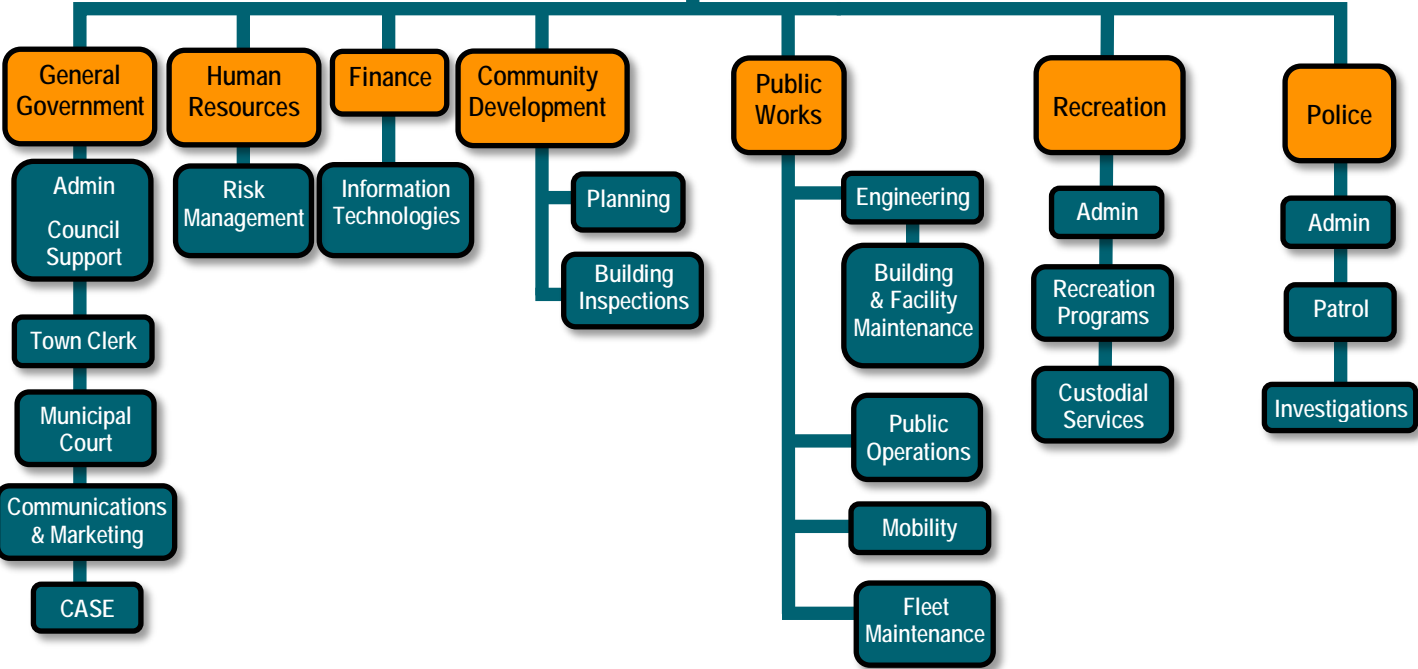 General
Government
Human
Resources
Finance
Community
Development
Public
Works
Recreation
Police
Admin
Council
Support
Town Clerk
Municipal
Court
Communications
& Marketing
CASE
Risk
Management
Information
Technologies
Planning
Building
Inspections
Engineering
Building
& Facility
Maintenance
Public
Operations
Mobility
Fleet
Maintenance
Admin
Recreation
Programs
Custodial
Services
Admin
Patrol
Investigations